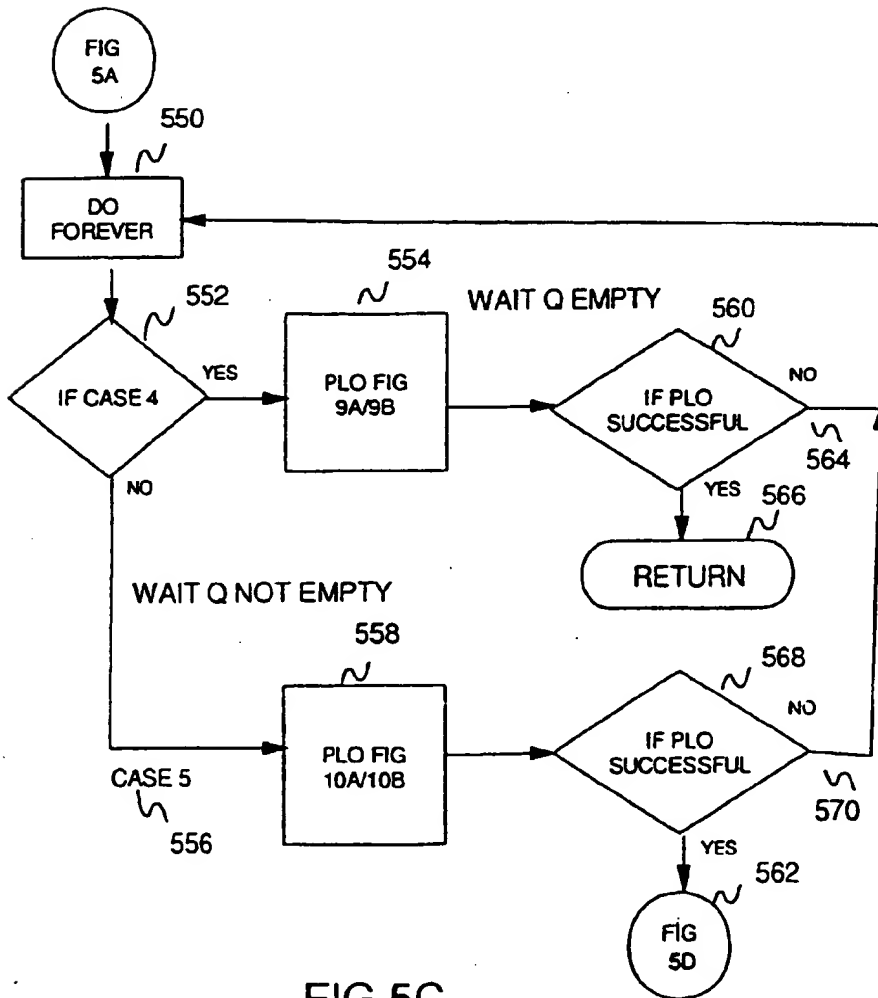 FIG
5A
550
DO
FOREVER
552
IF CASE 4
YES
NO
554
PLO FIG
9A/9B
WAIT Q EMPTY
560
IF PLO
SUCCESSFUL
NO
564
YES
566
RETURN
WAIT Q NOT EMPTY
CASE 5
556
558
PLO FIG
10A/10B
568
IF PLO
SUCCESSFUL
NO
570
YES
562
FIG
5D
FIG 5C